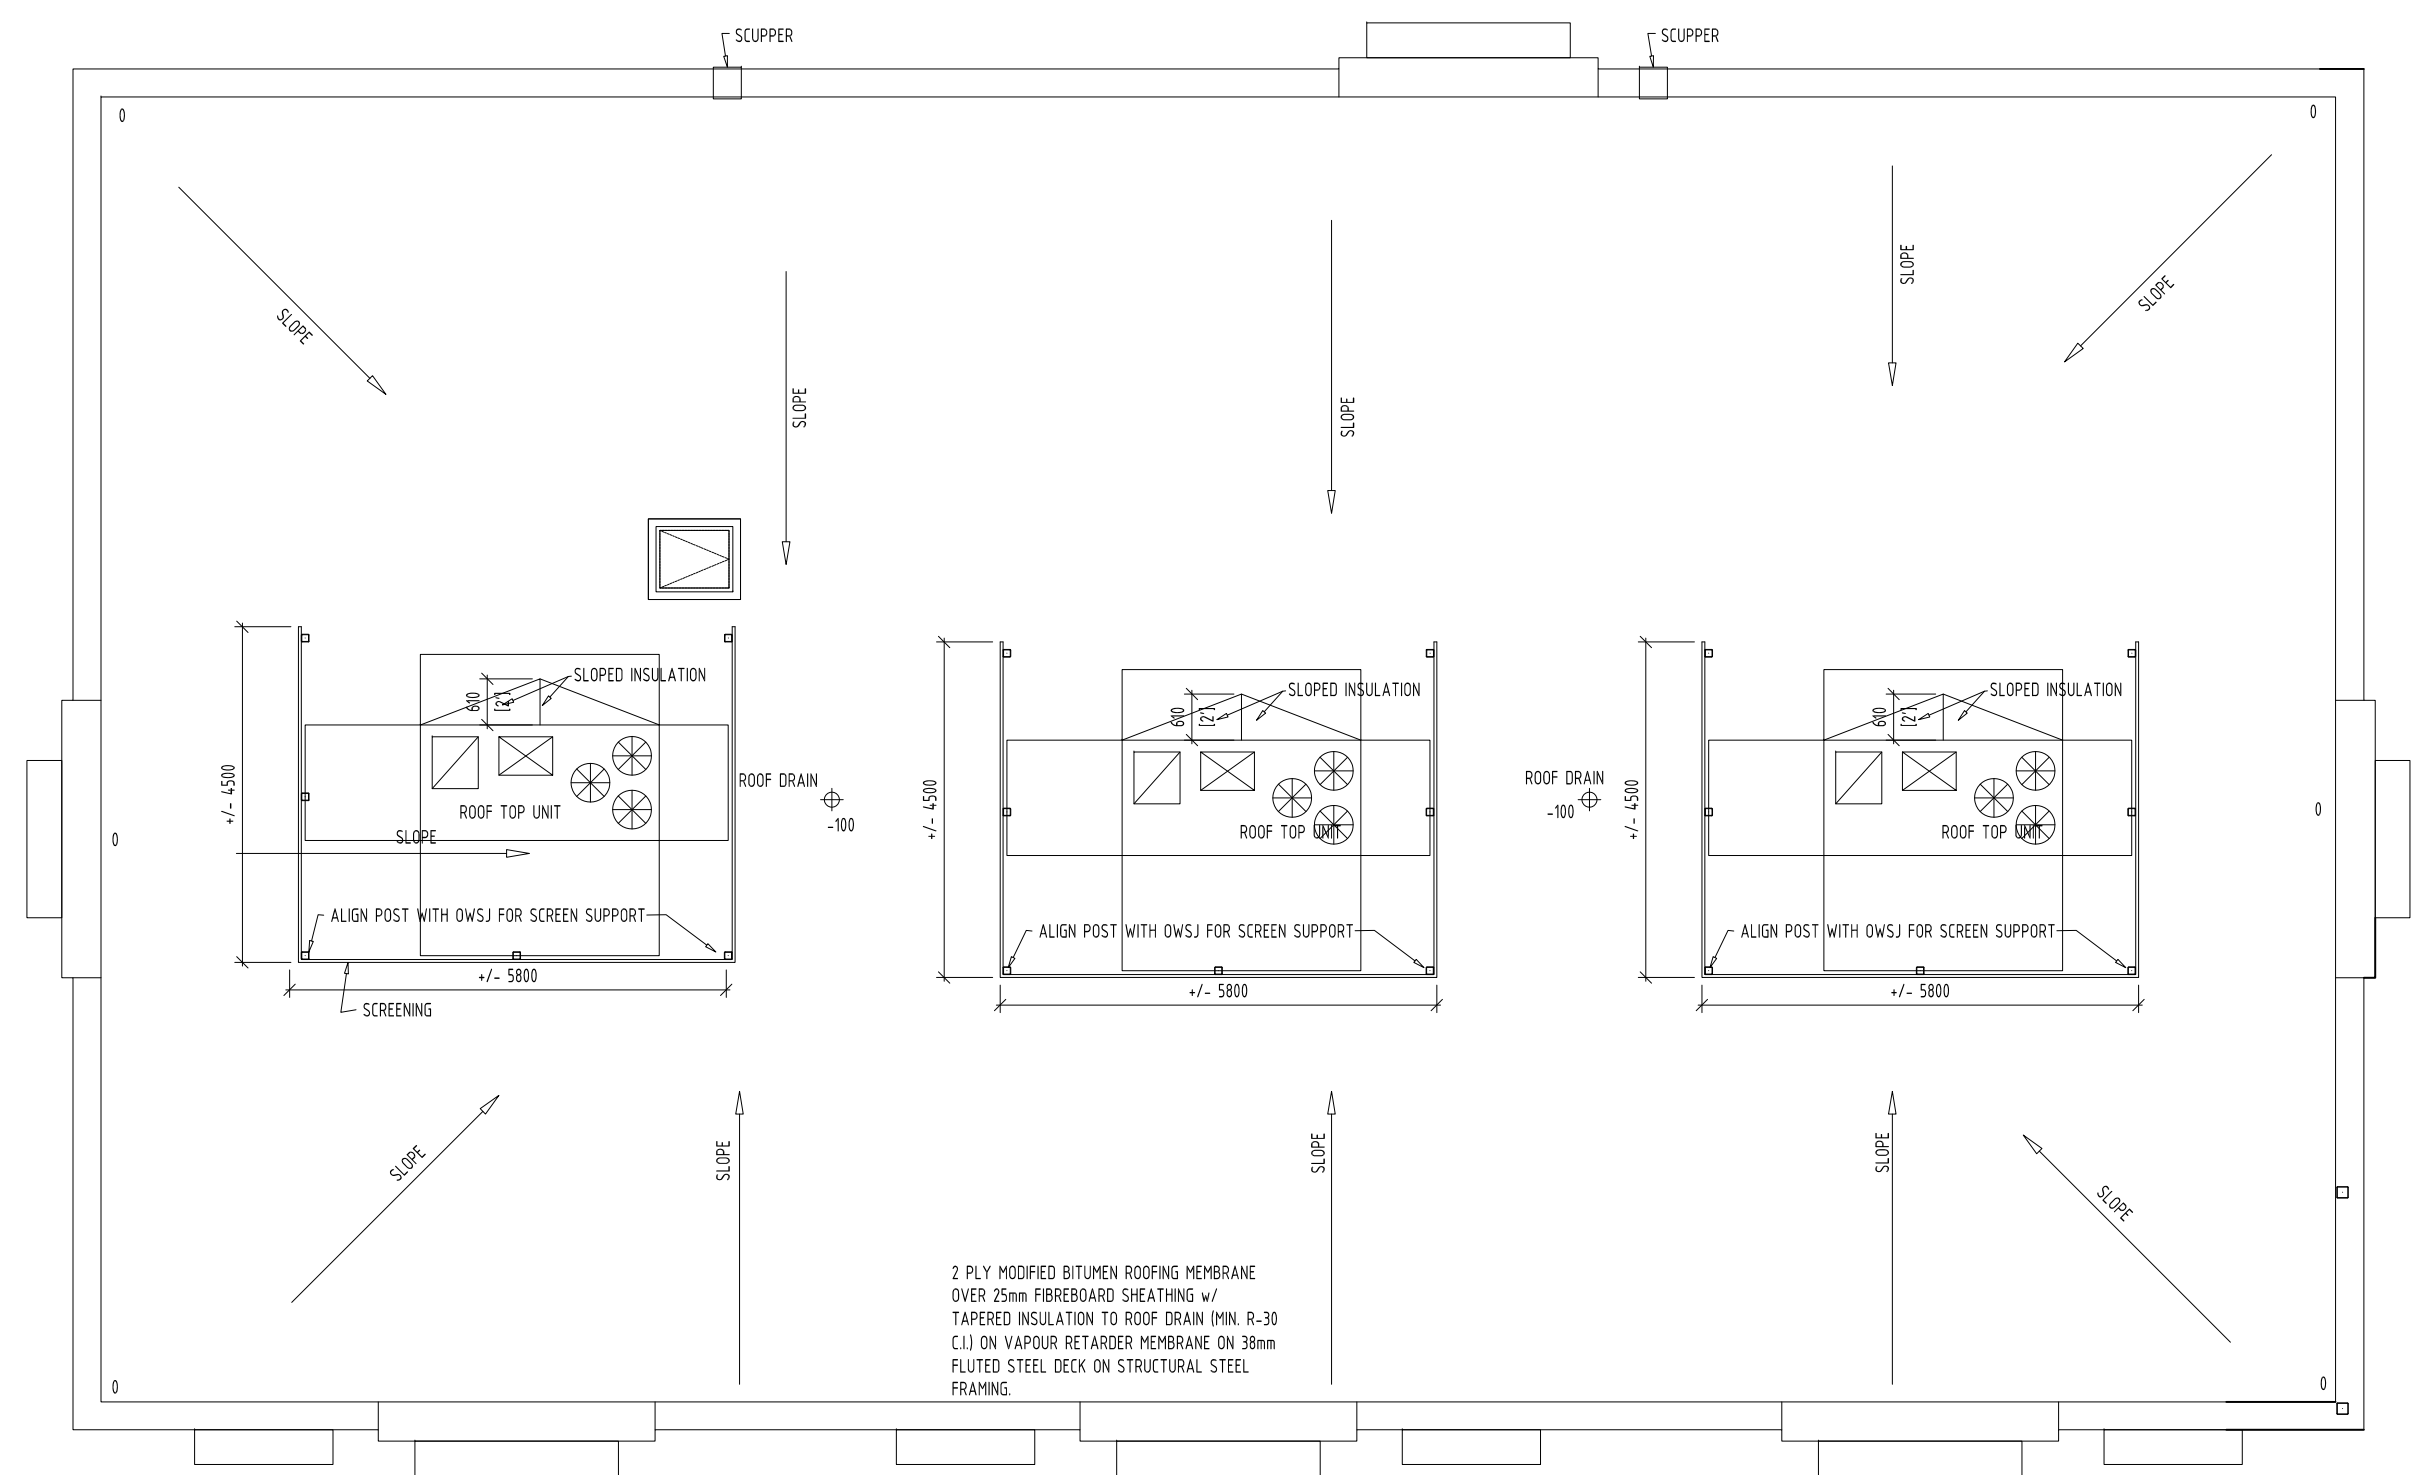 SCUPPER
SCUPPER
0
0
SLOPE
SLOPE
SLOPE
SLOPE
SLOPE
SLOPED INSULATION
610
[2']
+/- 4500
ROOF TOP UNIT
SLOPE
ALIGN POST WITH OWSJ FOR SCREEN SUPPORT
+/- 5800
SCREENING
0
ROOF DRAIN
-100
SLOPED INSULATION
610
[2']
+/- 4500
ROOF TOP UNIT
ALIGN POST WITH OWSJ FOR SCREEN SUPPORT
+/- 5800
ROOF DRAIN
-100
SLOPED INSULATION
610
[2']
+/- 4500
ROOF TOP UNIT
ALIGN POST WITH OWSJ FOR SCREEN SUPPORT
+/- 5800
0
SLOPE
SLOPE
SLOPE
SLOPE
SLOPE
2 PLY MODIFIED BITUMEN ROOFING MEMBRANE
OVER 25mm FIBREBOARD SHEATHING w/
TAPERED INSULATION TO ROOF DRAIN (MIN. R-30
C.I.) ON VAPOUR RETARDER MEMBRANE ON 38mm
FLUTED STEEL DECK ON STRUCTURAL STEEL
FRAMING.
0
0